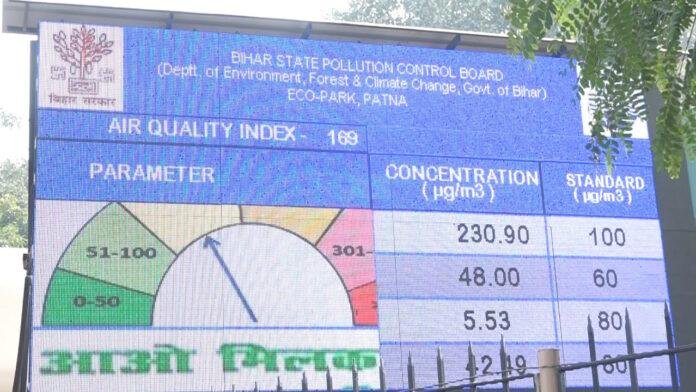 बिहार सरकार
BIHAR STATE POLLUTION CONTROL BOARD
(Deptt. of Environment, Forest & Climate Change, Govt. of Bihar)
ECO-PARK, PATNA
AIR QUALITY INDEX - 169
PARAMETER CONCENTRATION STANDARD
(µg/m3) (µg/m3)
51-100 301-
0-50
230.90 100
48.00 60
5.53 80
आओ मिलक